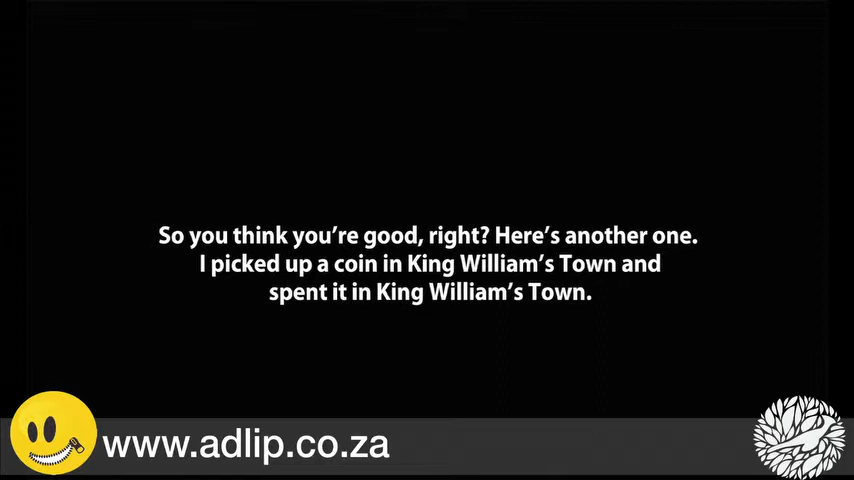 So you think you’re good, right? Here’s another one.
I picked up a coin in King William’s Town and
spent it in King William’s Town.
www.adlip.co.za